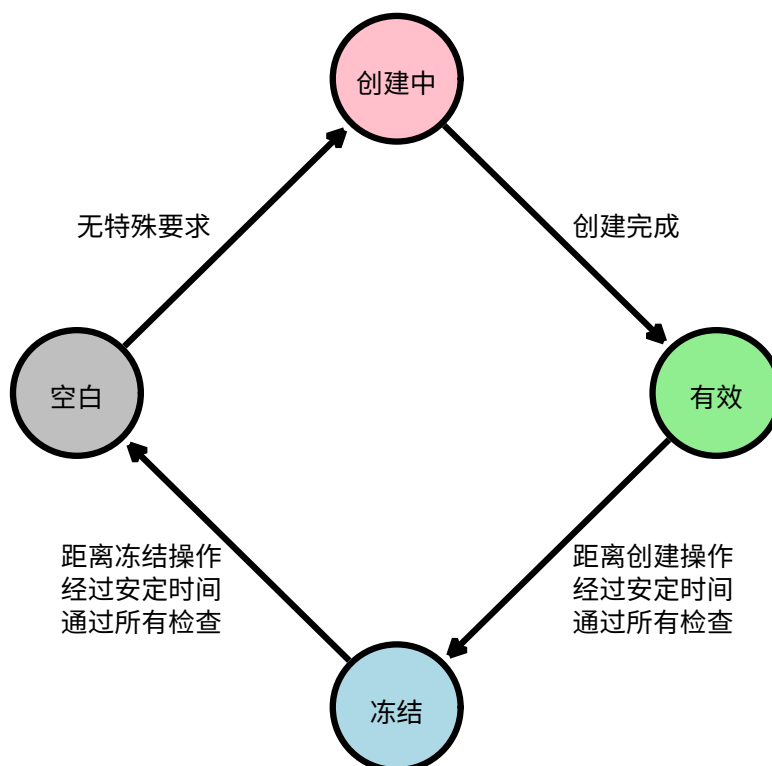 创建中
无特殊要求
创建完成
空白
有效
距离冻结操作
经过安定时间
通过所有检查
距离创建操作
经过安定时间
通过所有检查
冻结